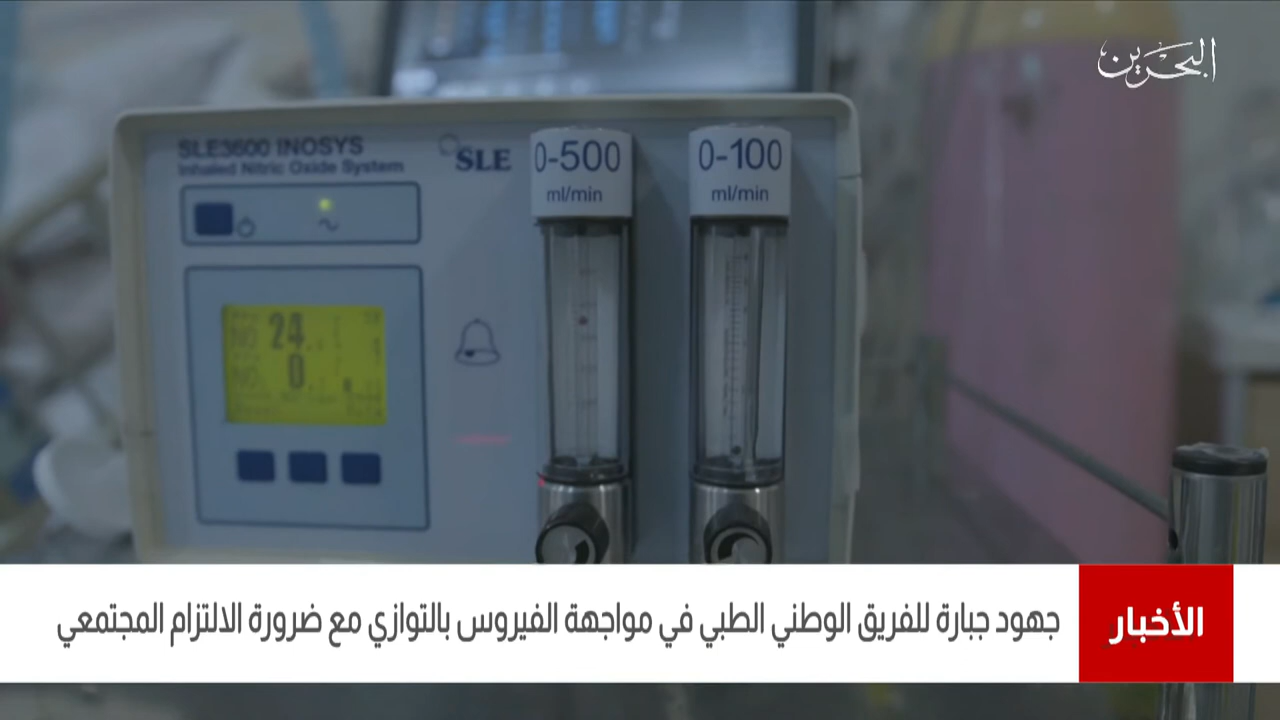 البحرين
SLE3600 INOSYS
Inhaled Nitric Oxide System
SLE
0-500
ml/min
0-100
ml/min
NO 24
0
الأخبار
جهود جبارة للفريق الوطني الطبي في مواجهة الفيروس بالتوازي مع ضرورة الالتزام المجتمعي